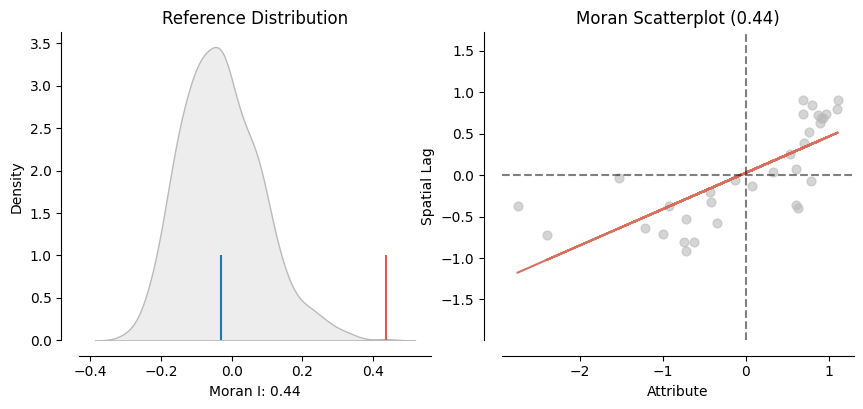 Reference Distribution
3.5
3.0
2.5
2.0
1.5
1.0
0.5
0.0
Density
−0.4 −0.2 0.0 0.2 0.4
Moran I: 0.44
Moran Scatterplot (0.44)
1.5
1.0
0.5
0.0
−0.5
−1.0
−1.5
Spatial Lag
−2 −1 0 1
Attribute